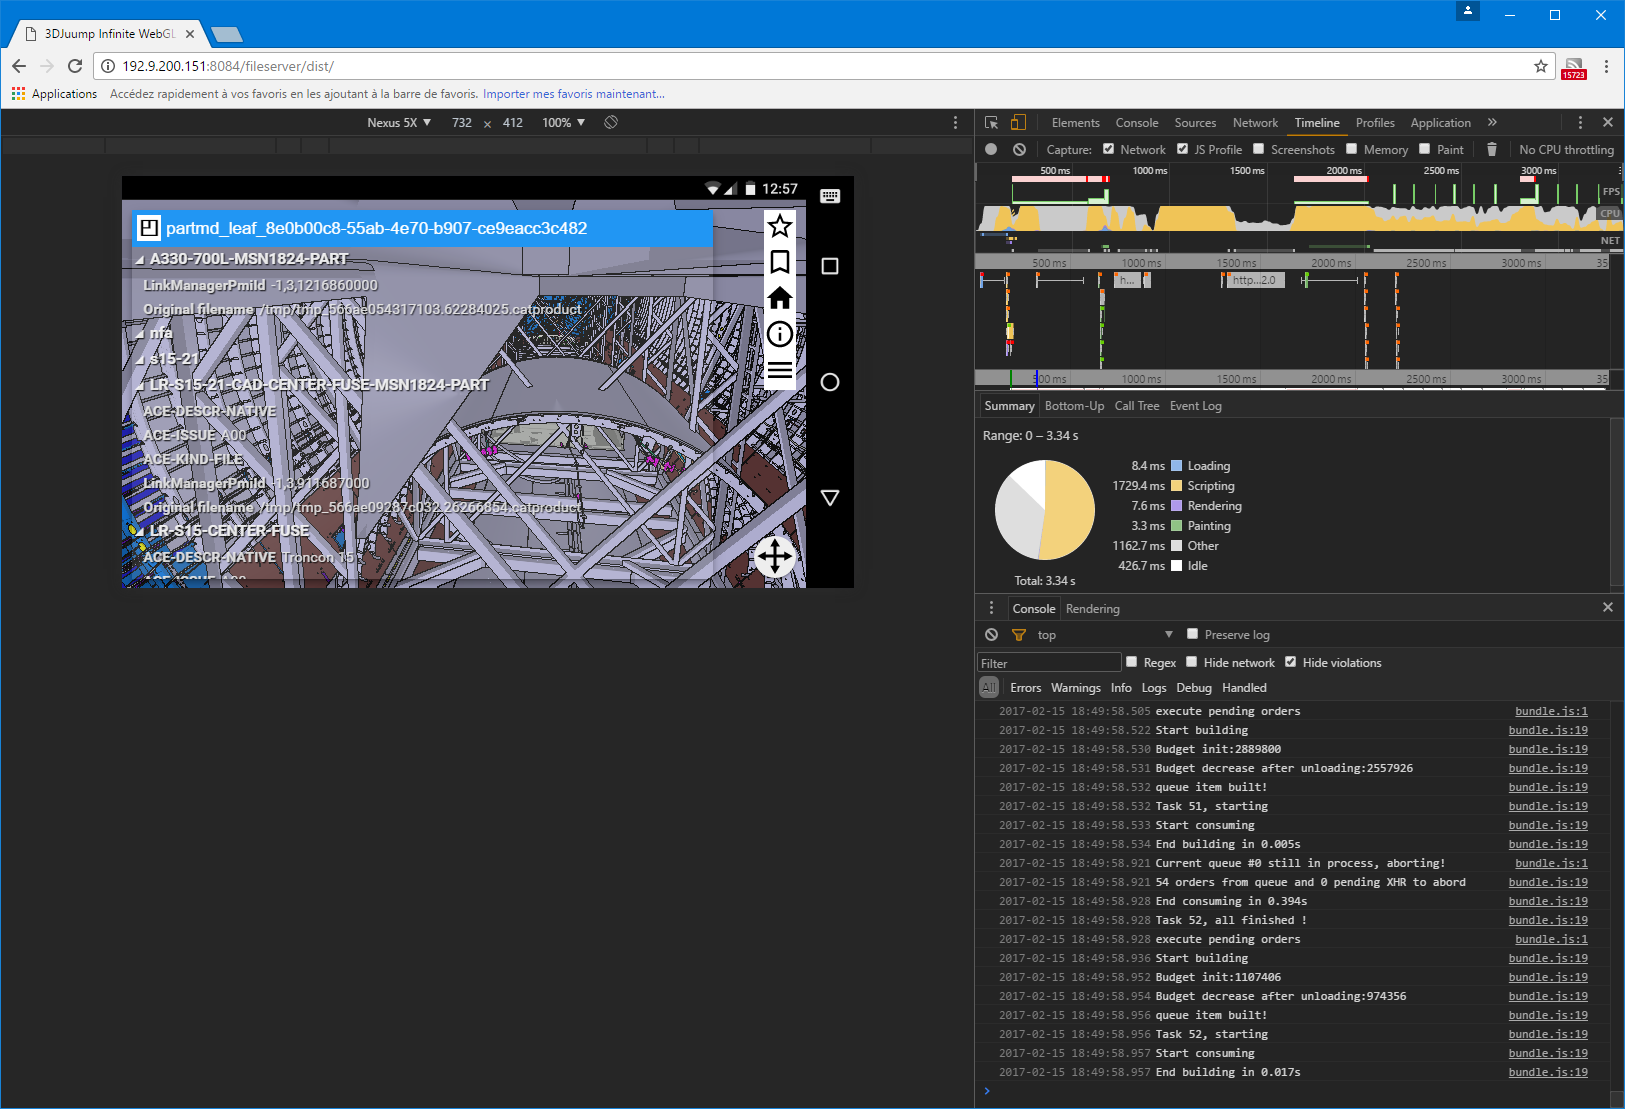 3DJuump Infinite WebGL
192.9.200.151:8084/fileserver/dist/
15723
Applications Accédez rapidement à vos favoris en les ajoutant à la barre de favoris. Importer mes favoris maintenant...
Nexus 5X ▼ 732 × 412 100% ▼
12:57
partmd_leaf_8e0b00c8-55ab-4e70-b907-ce9eacc3c482
A330-700L-MSN1824-PART
LinkManagerPmiId -1,3,1216860000
Original filename /tmp/tmp_566ae054317103.62284025.catproduct
nfa
s15-21
LR-S15-21-CAD-CENTER-FUSE-MSN1824-PART
ACE-DESCR-NATIVE
ACE-ISSUE A00
ACE-KIND-FILE
LinkManagerPmiId -1,3,911687000
Original filename /tmp/tmp_566ae09287c032.26266854.catproduct
LR-S15-CENTER-FUSE
ACE-DESCR-NATIVE Troncon 15
ACE-ISSUE A00
Elements Console Sources Network Timeline Profiles Application »
Capture: Network JS Profile Screenshots Memory Paint No CPU throttling
500 ms 1000 ms 1500 ms 2000 ms 2500 ms 3000 ms
FPS
CPU
NET
500 ms 1000 ms 1500 ms 2000 ms 2500 ms 3000 ms 35
h... http...2.0
500 ms 1000 ms 1500 ms 2000 ms 2500 ms 3000 ms 35
Summary Bottom-Up Call Tree Event Log
Range: 0 – 3.34 s
8.4 ms Loading
1729.4 ms Scripting
7.6 ms Rendering
3.3 ms Painting
1162.7 ms Other
426.7 ms Idle
Total: 3.34 s
Console Rendering
top ▼ Preserve log
Filter Regex Hide network Hide violations
All Errors Warnings Info Logs Debug Handled
2017-02-15 18:49:58.505 execute pending orders bundle.js:1
2017-02-15 18:49:58.522 Start building bundle.js:19
2017-02-15 18:49:58.530 Budget init:2889800 bundle.js:19
2017-02-15 18:49:58.531 Budget decrease after unloading:2557926 bundle.js:19
2017-02-15 18:49:58.532 queue item built! bundle.js:19
2017-02-15 18:49:58.532 Task 51, starting bundle.js:19
2017-02-15 18:49:58.533 Start consuming bundle.js:19
2017-02-15 18:49:58.534 End building in 0.005s bundle.js:19
2017-02-15 18:49:58.921 Current queue #0 still in process, aborting! bundle.js:1
2017-02-15 18:49:58.921 54 orders from queue and 0 pending XHR to abord bundle.js:19
2017-02-15 18:49:58.928 End consuming in 0.394s bundle.js:19
2017-02-15 18:49:58.928 Task 52, all finished ! bundle.js:19
2017-02-15 18:49:58.928 execute pending orders bundle.js:1
2017-02-15 18:49:58.936 Start building bundle.js:19
2017-02-15 18:49:58.952 Budget init:1107406 bundle.js:19
2017-02-15 18:49:58.954 Budget decrease after unloading:974356 bundle.js:19
2017-02-15 18:49:58.956 queue item built! bundle.js:19
2017-02-15 18:49:58.956 Task 52, starting bundle.js:19
2017-02-15 18:49:58.957 Start consuming bundle.js:19
2017-02-15 18:49:58.957 End building in 0.017s bundle.js:19